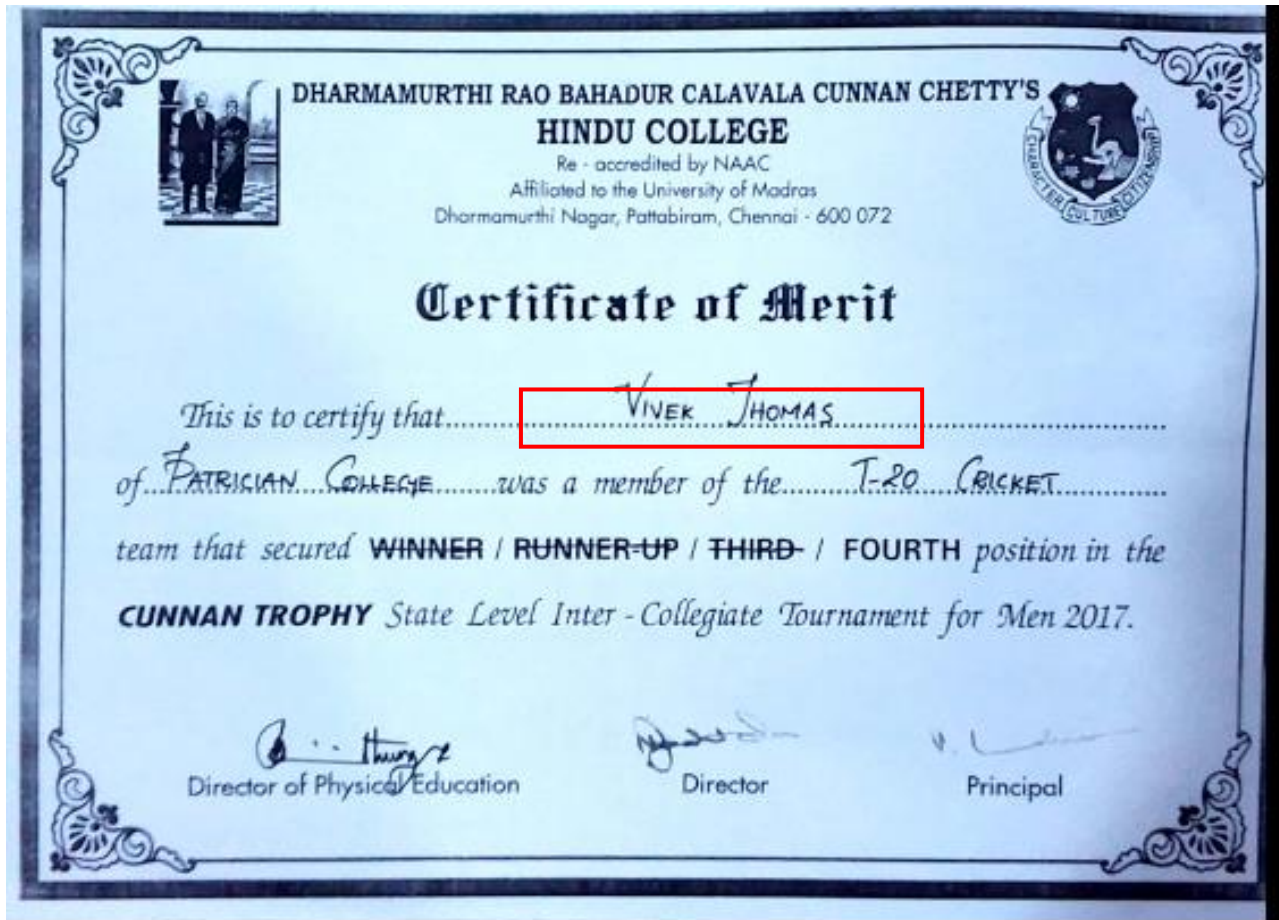 DHARMAMURTHI RAO BAHADUR CALAVALA CUNNAN CHETTY'S
HINDU COLLEGE
Re - accredited by NAAC
Affiliated to the University of Madras
Dharmamurthi Nagar, Pattabiram, Chennai - 600 072
CHARACTER CULTURE CITIZENSHIP
Certificate of Merit
This is to certify that VIVEK THOMAS
of PATRICIAN COLLEGE was a member of the T-20 CRICKET
team that secured WINNER / RUNNER-UP / THIRD / FOURTH position in the
CUNNAN TROPHY State Level Inter - Collegiate Tournament for Men 2017.
Director of Physical Education Director Principal